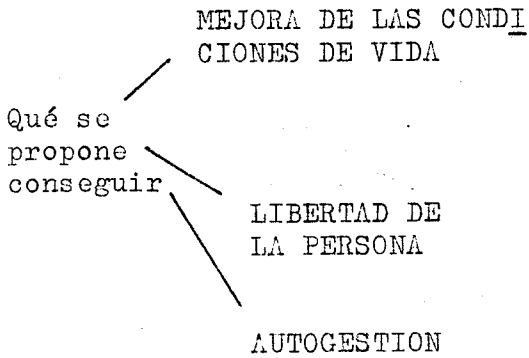 MEJORA DE LAS CONDI
CIONES DE VIDA
Qué se
propone
conseguir
LIBERTAD DE
LA PERSONA
AUTOGESTION